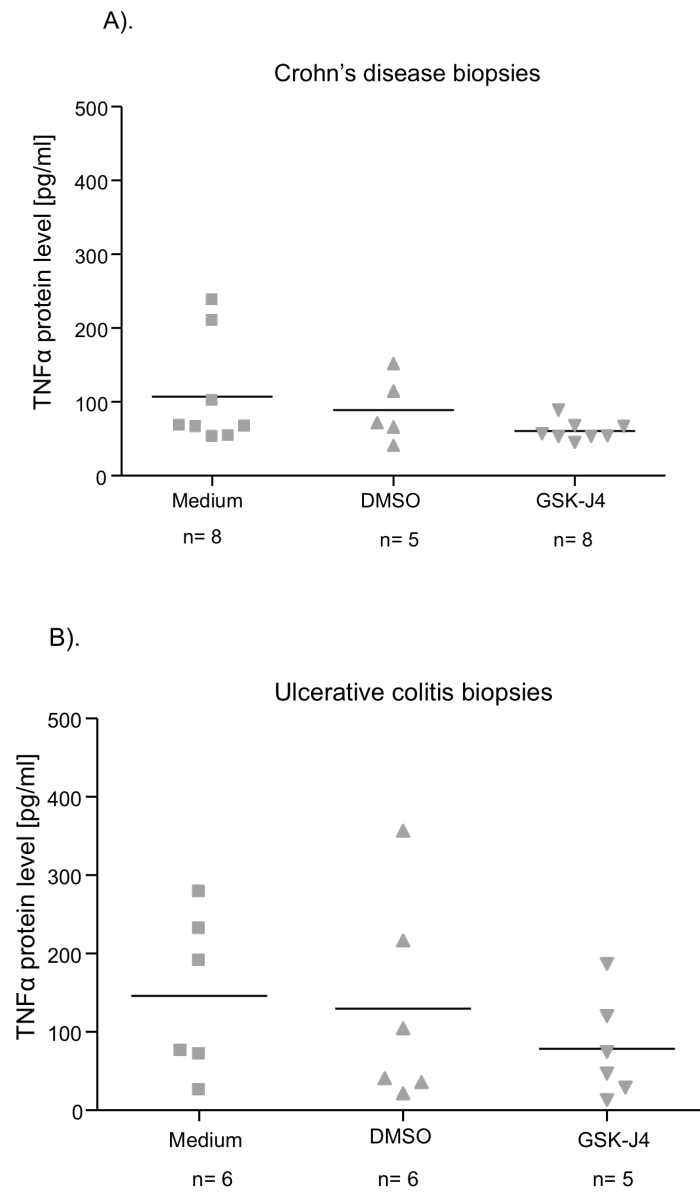 A).
Crohn’s disease biopsies
TNFα protein level [pg/ml]
500
400
300
200
100
0
Medium DMSO GSK-J4
n= 8 n= 5 n= 8
B).
Ulcerative colitis biopsies
TNFα protein level [pg/ml]
500
400
300
200
100
0
Medium DMSO GSK-J4
n= 6 n= 6 n= 5